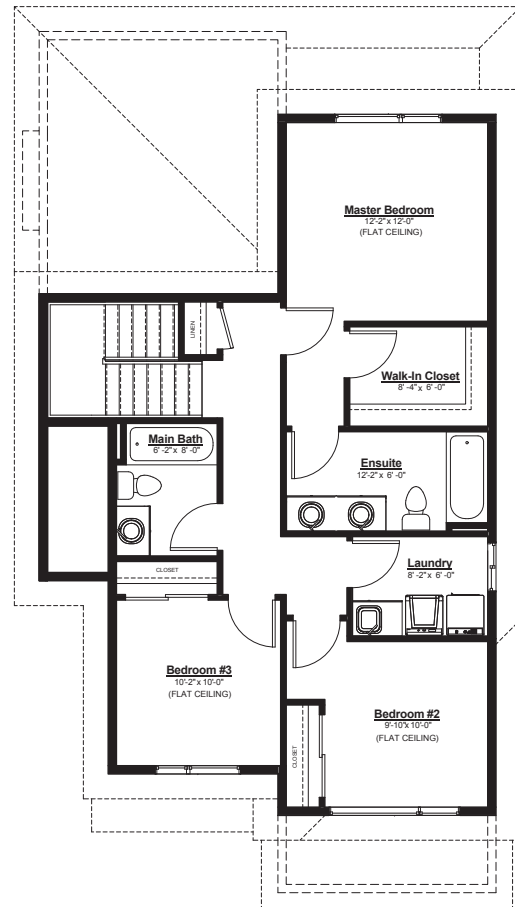 Master Bedroom
12'-2" x 12'-0"
(FLAT CEILING)
LINEN
Walk-In Closet
8'-4" x 6'-0"
Main Bath
6'-2" x 8'-0"
Ensuite
12'-2" x 6'-0"
Laundry
8'-2" x 6'-0"
CLOSET
Bedroom #3
10'-2" x 10'-0"
(FLAT CEILING)
Bedroom #2
9'-10" x 10'-0"
(FLAT CEILING)
CLOSET